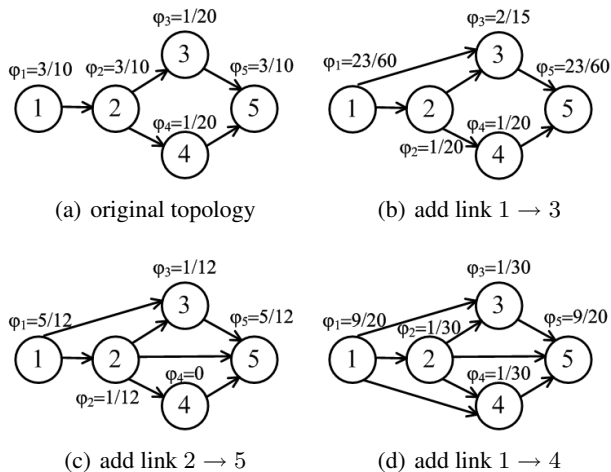 φ₃=1/20
φ₁=3/10 φ₂=3/10 3 φ₅=3/10
1 2 φ₄=1/20 5
4
(a) original topology
φ₃=2/15
φ₁=23/60 3 φ₅=23/60
1 2 φ₄=1/20 5
φ₂=1/20 4
(b) add link 1 → 3
φ₃=1/12
φ₁=5/12 3 φ₅=5/12
1 2 φ₄=0 5
φ₂=1/12 4
(c) add link 2 → 5
φ₃=1/30
φ₁=9/20 φ₂=1/30 3 φ₅=9/20
1 2 φ₄=1/30 5
4
(d) add link 1 → 4